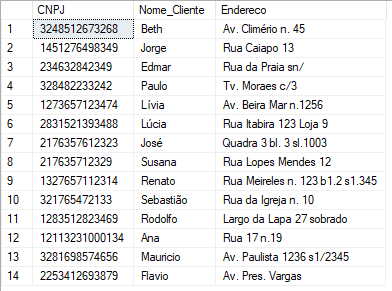 CNPJ Nome_Cliente Endereco
1 3248512673268 Beth Av. Climério n. 45
2 1451276498349 Jorge Rua Caiapo 13
3 234632842349 Edmar Rua da Praia sn/
4 328482233242 Paulo Tv. Moraes c/3
5 1273657123474 Lívia Av. Beira Mar n.1256
6 2831521393488 Lúcia Rua Itabira 123 Loja 9
7 2176357612323 José Quadra 3 bl. 3 sl.1003
8 217635712329 Susana Rua Lopes Mendes 12
9 1327657112314 Renato Rua Meireles n. 123 b1.2 s1.345
10 321765472133 Sebastião Rua da Igreja n. 10
11 1283512823469 Rodolfo Largo da Lapa 27 sobrado
12 12113231000134 Ana Rua 17 n.19
13 3281698574656 Mauricio Av. Paulista 1236 s1/2345
14 2253412693879 Flavio Av. Pres. Vargas